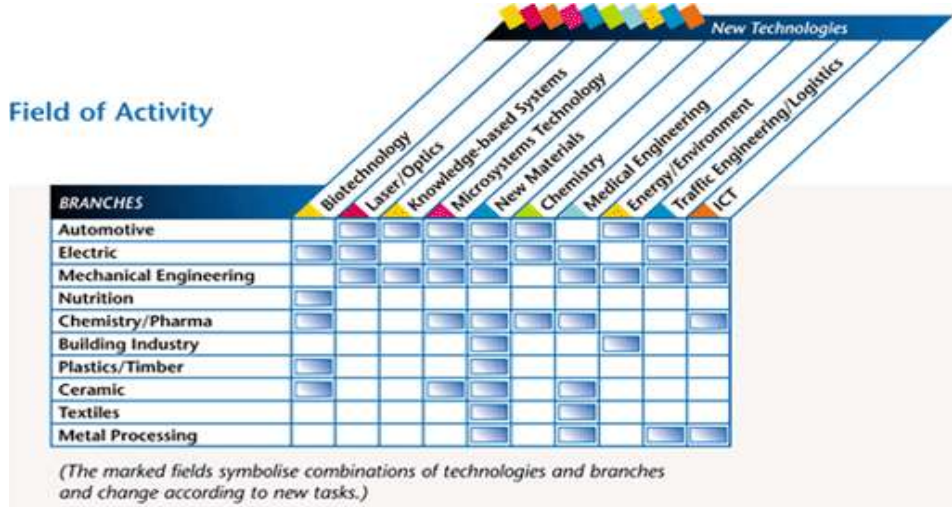 New Technologies
Field of Activity
Biotechnology
Laser/Optics
Knowledge-based Systems
Microsystems Technology
New Materials
Chemistry
Medical Engineering
Energy/Environment
Traffic Engineering/Logistics
ICT
BRANCHES
Automotive
Electric
Mechanical Engineering
Nutrition
Chemistry/Pharma
Building Industry
Plastics/Timber
Ceramic
Textiles
Metal Processing
(The marked fields symbolise combinations of technologies and branches
and change according to new tasks.)